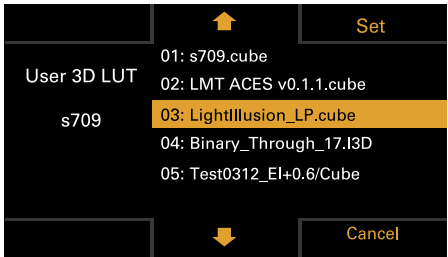 Set
User 3D LUT
s709
01: s709.cube
02: LMT ACES v0.1.1.cube
03: LightIllusion_LP.cube
04: Binary_Through_17.I3D
05: Test0312_EI+0.6/Cube
Cancel